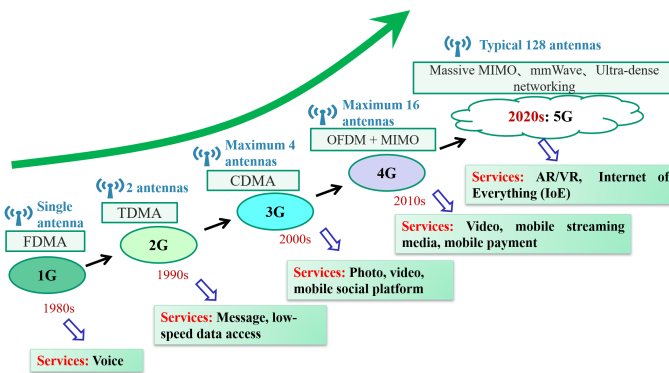 Typical 128 antennas
Massive MIMO、mmWave、Ultra-dense
networking
2020s: 5G
Services: AR/VR, Internet of
Everything (IoE)
Maximum 16
antennas
OFDM + MIMO
4G
2010s
Services: Video, mobile streaming
media, mobile payment
Maximum 4
antennas
CDMA
3G
2000s
Services: Photo, video,
mobile social platform
2 antennas
TDMA
2G
1990s
Services: Message, low-
speed data access
Single
antenna
FDMA
1G
1980s
Services: Voice